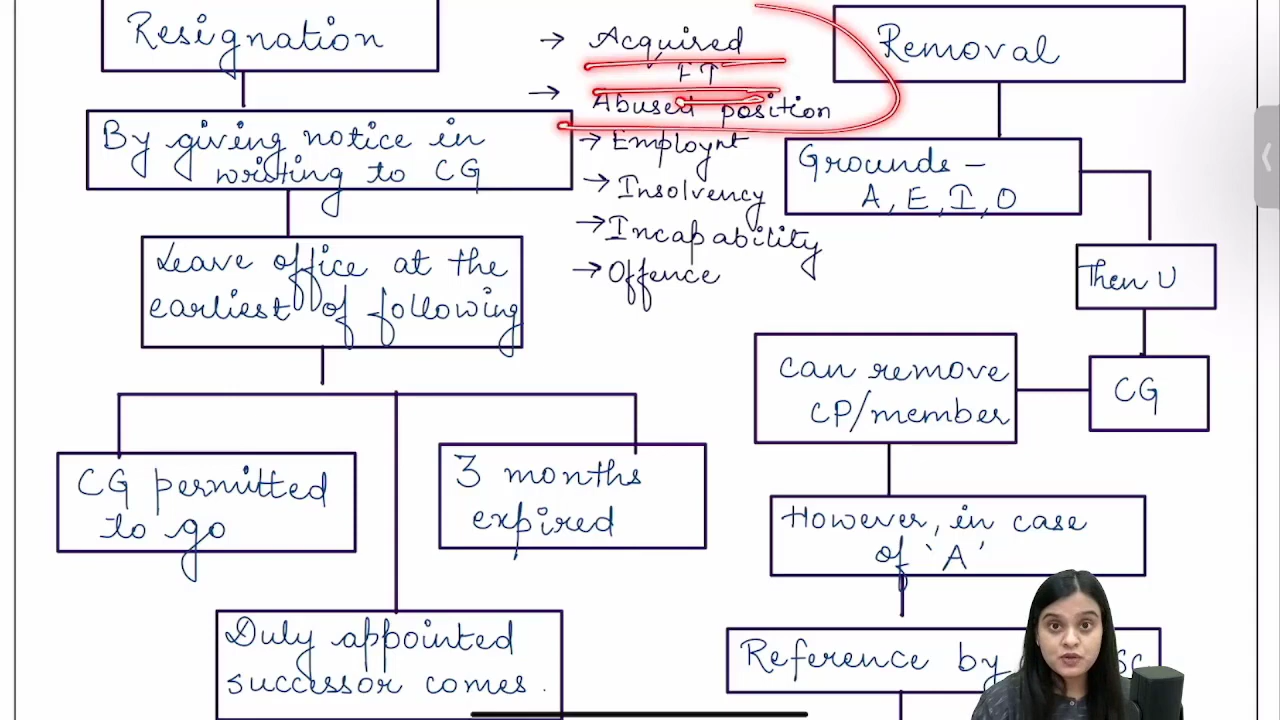 Resignation
By giving notice in
writing to CG
Leave office at the
earliest of following
CG permitted
to go
3 months
expired
Duly appointed
successor comes.
→ Acquired
FI
→ Abused position
→ Employnt
→ Insolvency
→ Incapability
→ Offence
Removal
Grounds –
A, E, I, O
Then U
CG
can remove
CP/member
However, in case
of 'A'
Reference by